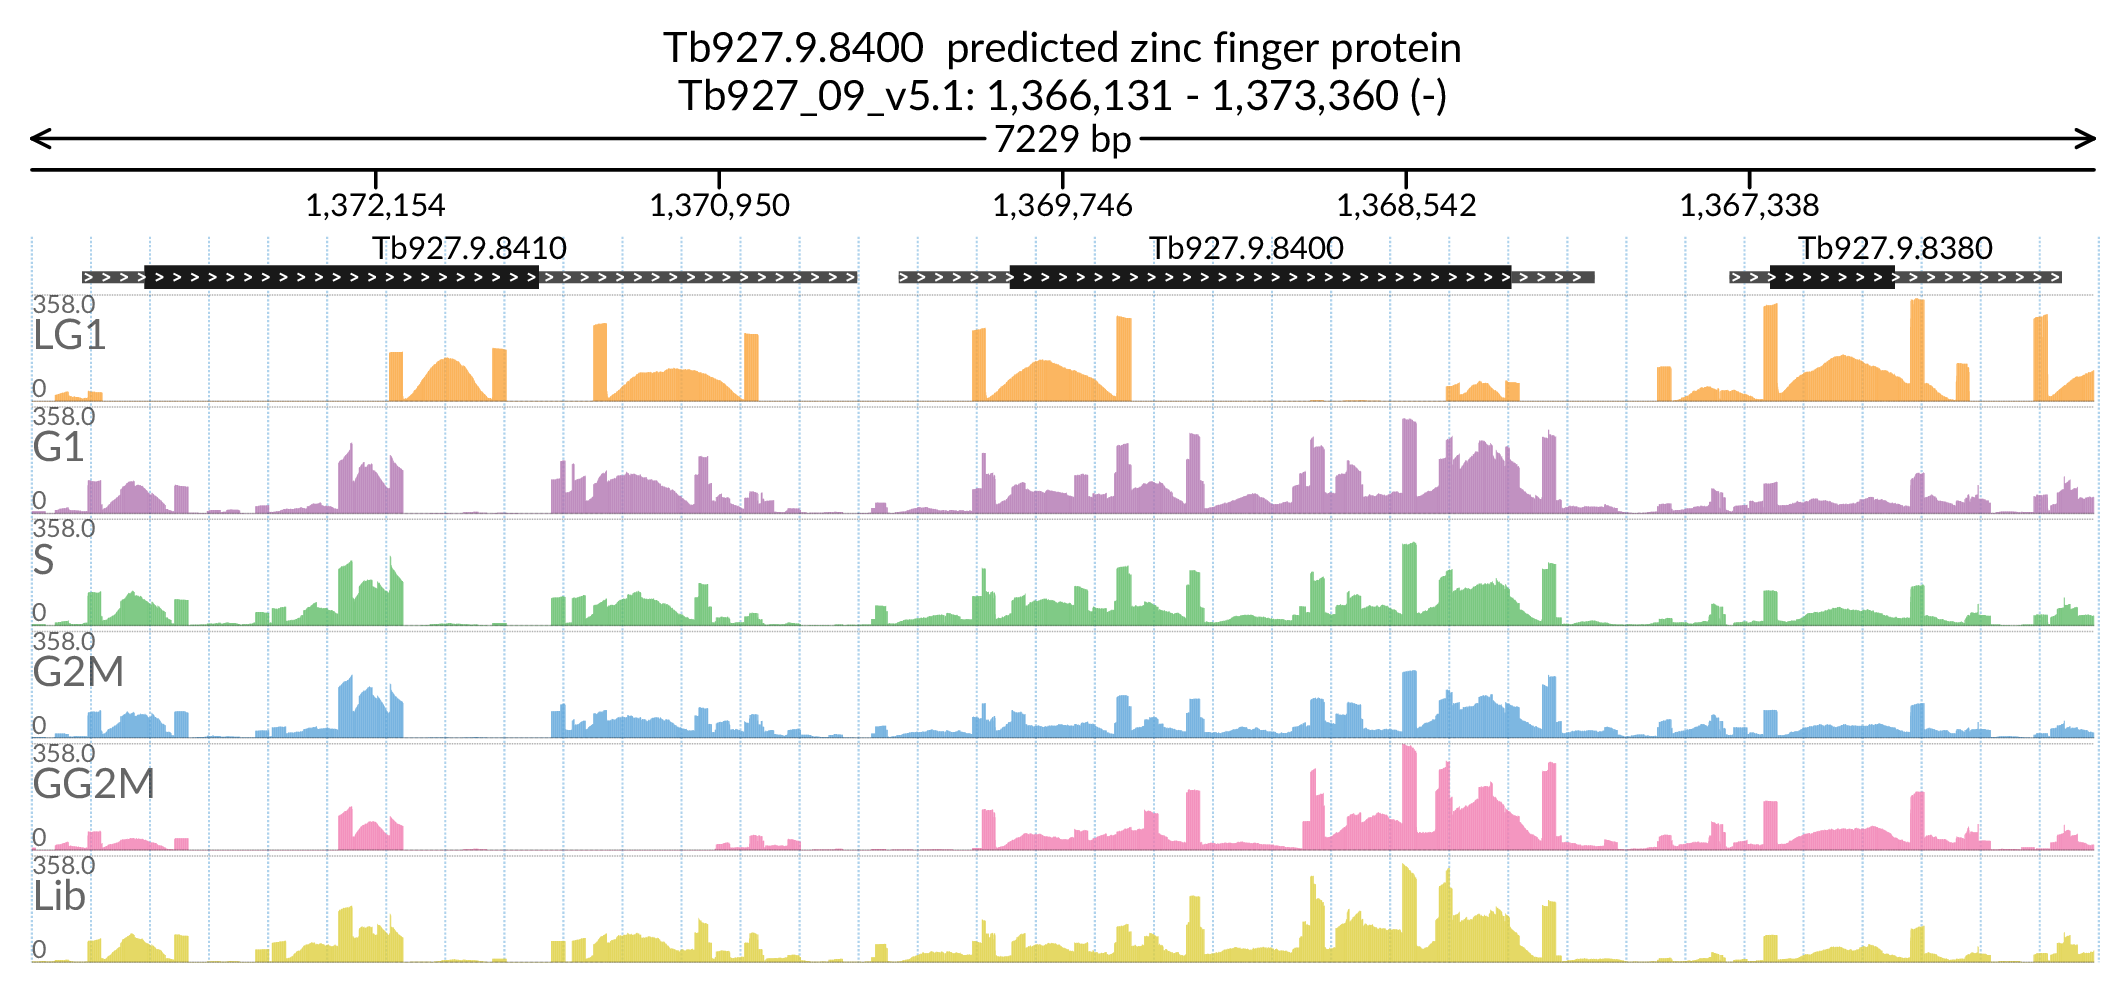 Tb927.9.8400  predicted zinc finger protein
Tb927_09_v5.1: 1,366,131 - 1,373,360 (-)
7229 bp
1,372,154 1,370,950 1,369,746 1,368,542 1,367,338
Tb927.9.8410 Tb927.9.8400 Tb927.9.8380
358.0
LG1
0
358.0
G1
0
358.0
S
0
358.0
G2M
0
358.0
GG2M
0
358.0
Lib
0